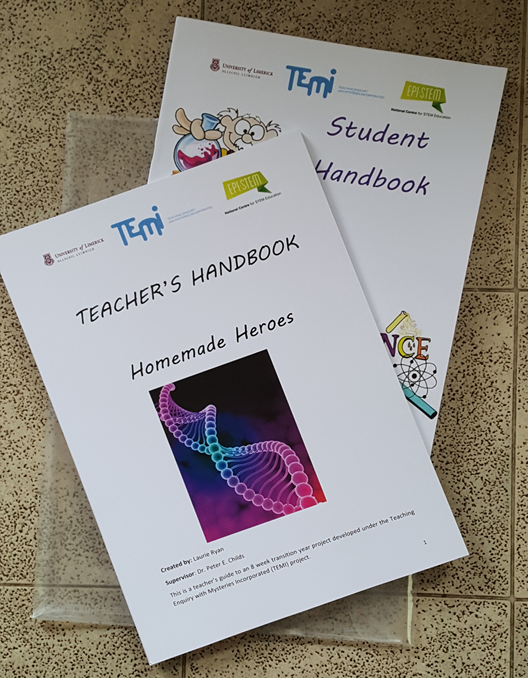 UNIVERSITY of LIMERICK
OLLSCOIL LUIMNIGH
TEMI
EPI·STEM
National Centre for STEM Education
Student
Handbook
NCE
UNIVERSITY of LIMERICK
OLLSCOIL LUIMNIGH
TEMI
EPI·STEM
National Centre for STEM Education
TEACHER'S HANDBOOK
Homemade Heroes
Created by: Laurie Ryan
Supervisor: Dr. Peter E. Childs
This is a teacher's guide to an 8 week transition year project developed under the Teaching
Enquiry with Mysteries Incorporated (TEMI) project.
1